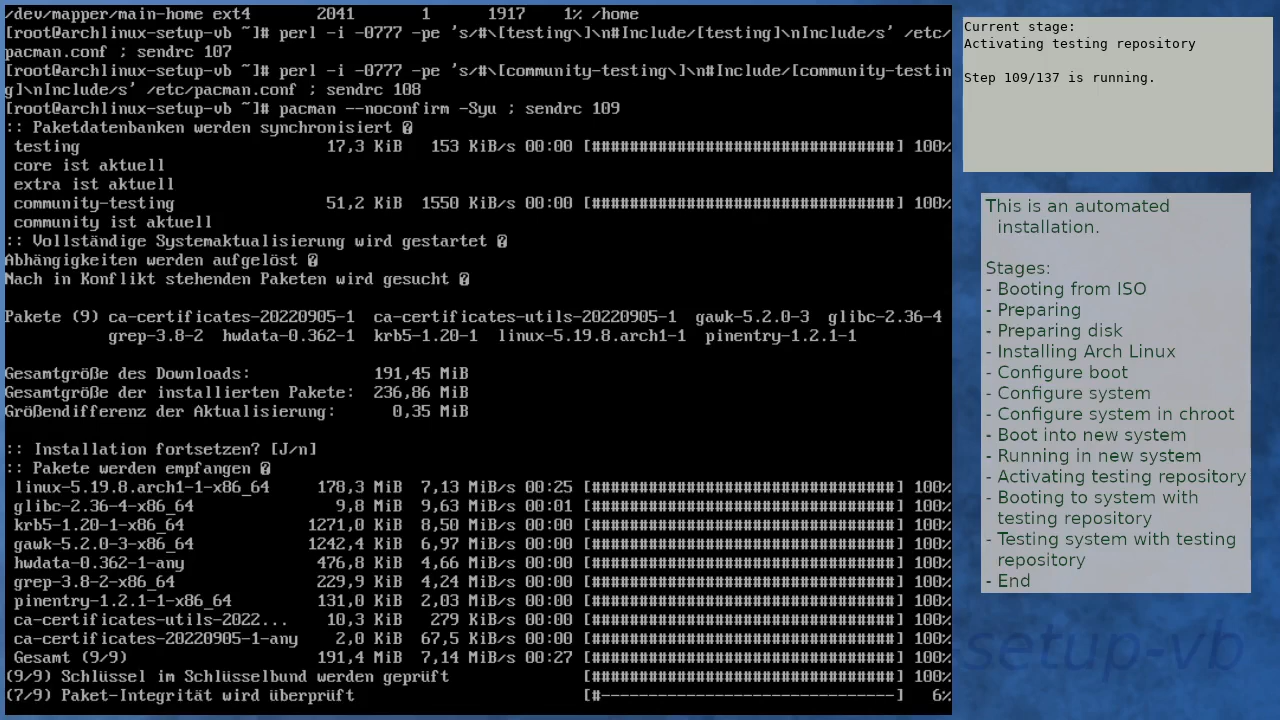 /dev/mapper/main-home ext4       2041       1      1917    1% /home
[root@archlinux-setup-vb ~]# perl -i -0777 -pe 's/#\[testing\]\n#Include/[testing]\nInclude/s' /etc/
pacman.conf ; sendrc 107
[root@archlinux-setup-vb ~]# perl -i -0777 -pe 's/#\[community-testing\]\n#Include/[community-testin
g]\nInclude/s' /etc/pacman.conf ; sendrc 108
[root@archlinux-setup-vb ~]# pacman --noconfirm -Syu ; sendrc 109
:: Paketdatenbanken werden synchronisiert �
 testing                          17,3 KiB   153 KiB/s 00:00 [################################] 100%
 core ist aktuell
 extra ist aktuell
 community-testing                51,2 KiB  1550 KiB/s 00:00 [################################] 100%
 community ist aktuell
:: Vollständige Systemaktualisierung wird gestartet �
Abhängigkeiten werden aufgelöst �
Nach in Konflikt stehenden Paketen wird gesucht �
Pakete (9) ca-certificates-20220905-1  ca-certificates-utils-20220905-1  gawk-5.2.0-3  glibc-2.36-4
           grep-3.8-2  hwdata-0.362-1  krb5-1.20-1  linux-5.19.8.arch1-1  pinentry-1.2.1-1
Gesamtgröße des Downloads:             191,45 MiB
Gesamtgröße der installierten Pakete:  236,86 MiB
Größendifferenz der Aktualisierung:      0,35 MiB
:: Installation fortsetzen? [J/n]
:: Pakete werden empfangen �
 linux-5.19.8.arch1-1-x86_64     178,3 MiB  7,13 MiB/s 00:25 [################################] 100%
 glibc-2.36-4-x86_64               9,8 MiB  9,63 MiB/s 00:01 [################################] 100%
 krb5-1.20-1-x86_64             1271,0 KiB  8,50 MiB/s 00:00 [################################] 100%
 gawk-5.2.0-3-x86_64            1242,4 KiB  6,97 MiB/s 00:00 [################################] 100%
 hwdata-0.362-1-any              476,8 KiB  4,66 MiB/s 00:00 [################################] 100%
 grep-3.8-2-x86_64               229,9 KiB  4,24 MiB/s 00:00 [################################] 100%
 pinentry-1.2.1-1-x86_64         131,0 KiB  2,03 MiB/s 00:00 [################################] 100%
 ca-certificates-utils-2022...    10,3 KiB   279 KiB/s 00:00 [################################] 100%
 ca-certificates-20220905-1-any    2,0 KiB  67,5 KiB/s 00:00 [################################] 100%
 Gesamt (9/9)                    191,4 MiB  7,14 MiB/s 00:27 [################################] 100%
(9/9) Schlüssel im Schlüsselbund werden geprüft              [################################] 100%
(7/9) Paket-Integrität wird überprüft                        [#-------------------------------]   6%
Current stage:
Activating testing repository
Step 109/137 is running.
This is an automated
installation.
Stages:
- Booting from ISO
- Preparing
- Preparing disk
- Installing Arch Linux
- Configure boot
- Configure system
- Configure system in chroot
- Boot into new system
- Running in new system
- Activating testing repository
- Booting to system with
testing repository
- Testing system with testing
repository
- End
setup-vb